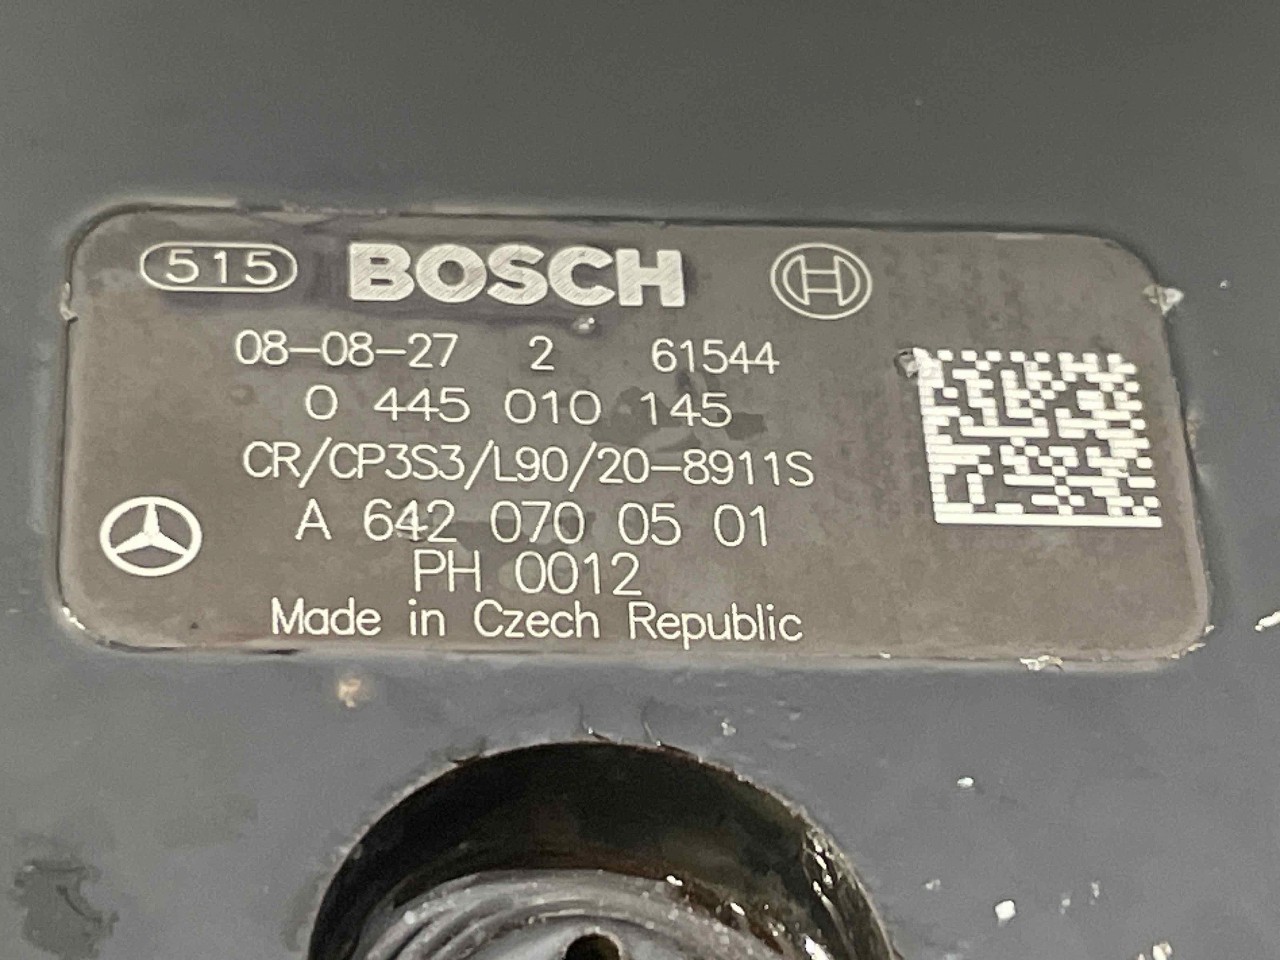 515 BOSCH
08-08-27 2 61544
0 445 010 145
CR/CP3S3/L90/20-8911S
A 642 070 05 01
PH 0012
Made in Czech Republic